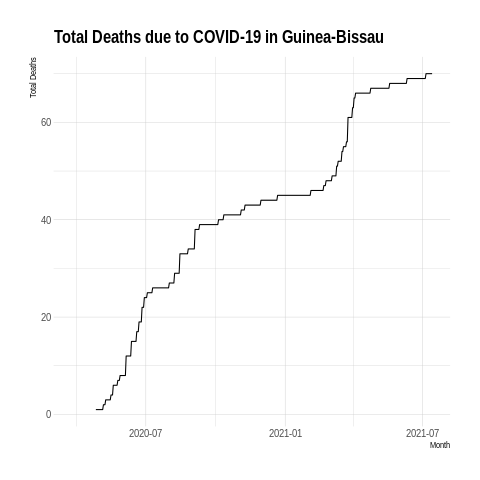 Total Deaths due to COVID-19 in Guinea-Bissau
Total Deaths
60
40
20
0
2020-07
2021-01
2021-07
Month